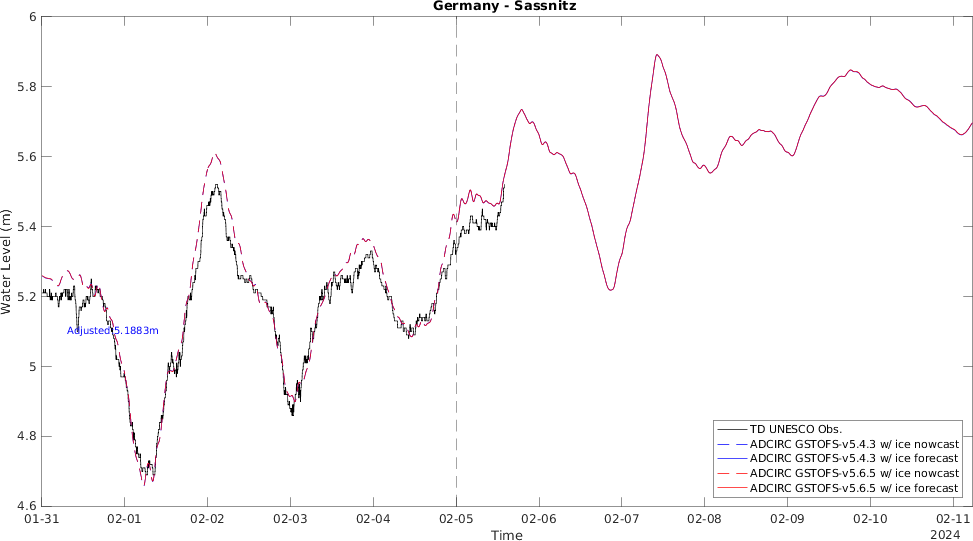 Germany - Sassnitz
6
5.8
5.6
5.4
5.2
5
4.8
4.6
Water Level (m)
Adjusted 5.1883m
TD UNESCO Obs.
ADCIRC GSTOFS-v5.4.3 w/ ice nowcast
ADCIRC GSTOFS-v5.4.3 w/ ice forecast
ADCIRC GSTOFS-v5.6.5 w/ ice nowcast
ADCIRC GSTOFS-v5.6.5 w/ ice forecast
01-31 02-01 02-02 02-03 02-04 02-05 02-06 02-07 02-08 02-09 02-10 02-11
Time
2024